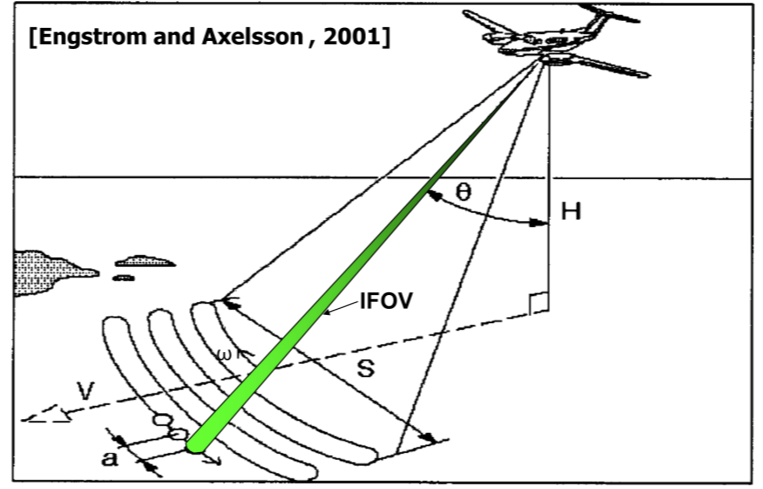 [Engstrom and Axelsson , 2001]
θ
H
IFOV
ω
S
V
a